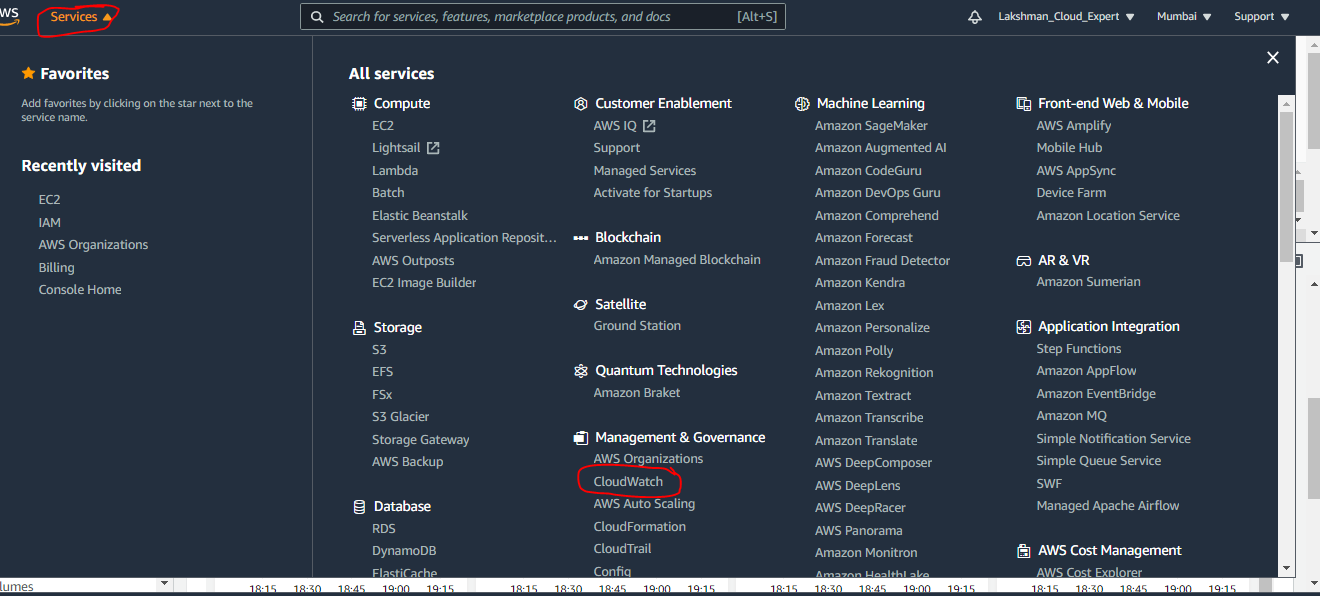 Services
Search for services, features, marketplace products, and docs [Alt+S]
Lakshman_Cloud_Expert
Mumbai
Support
Favorites
Add favorites by clicking on the star next to the
service name.
Recently visited
EC2
IAM
AWS Organizations
Billing
Console Home
All services
Compute
EC2
Lightsail
Lambda
Batch
Elastic Beanstalk
Serverless Application Reposit...
AWS Outposts
EC2 Image Builder
Storage
S3
EFS
FSx
S3 Glacier
Storage Gateway
AWS Backup
Database
RDS
DynamoDB
ElastiCache
Customer Enablement
AWS IQ
Support
Managed Services
Activate for Startups
Blockchain
Amazon Managed Blockchain
Satellite
Ground Station
Quantum Technologies
Amazon Braket
Management & Governance
AWS Organizations
CloudWatch
AWS Auto Scaling
CloudFormation
CloudTrail
Config
Machine Learning
Amazon SageMaker
Amazon Augmented AI
Amazon CodeGuru
Amazon DevOps Guru
Amazon Comprehend
Amazon Forecast
Amazon Fraud Detector
Amazon Kendra
Amazon Lex
Amazon Personalize
Amazon Polly
Amazon Rekognition
Amazon Textract
Amazon Transcribe
Amazon Translate
AWS DeepComposer
AWS DeepLens
AWS DeepRacer
AWS Panorama
Amazon Monitron
Amazon HealthLake
Front-end Web & Mobile
AWS Amplify
Mobile Hub
AWS AppSync
Device Farm
Amazon Location Service
AR & VR
Amazon Sumerian
Application Integration
Step Functions
Amazon AppFlow
Amazon EventBridge
Amazon MQ
Simple Notification Service
Simple Queue Service
SWF
Managed Apache Airflow
AWS Cost Management
AWS Cost Explorer
lumes
18:15 18:30 18:45 19:00 19:15
18:15 18:30 18:45 19:00 19:15
18:15 18:30 18:45 19:00 19:15
18:15 18:30 18:45 19:00 19:15